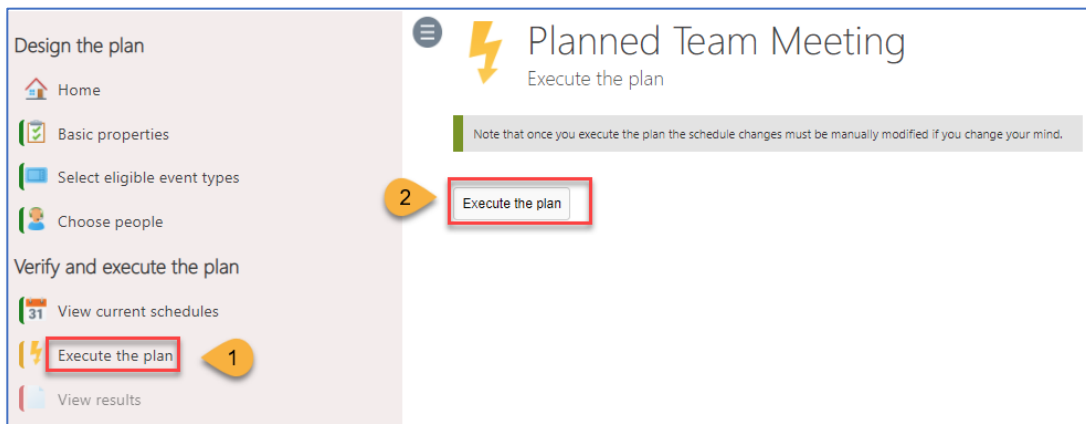 Design the plan
Home
Basic properties
Select eligible event types
Choose people
Verify and execute the plan
31 View current schedules
Execute the plan
1
View results
Planned Team Meeting
Execute the plan
Note that once you execute the plan the schedule changes must be manually modified if you change your mind.
2
Execute the plan